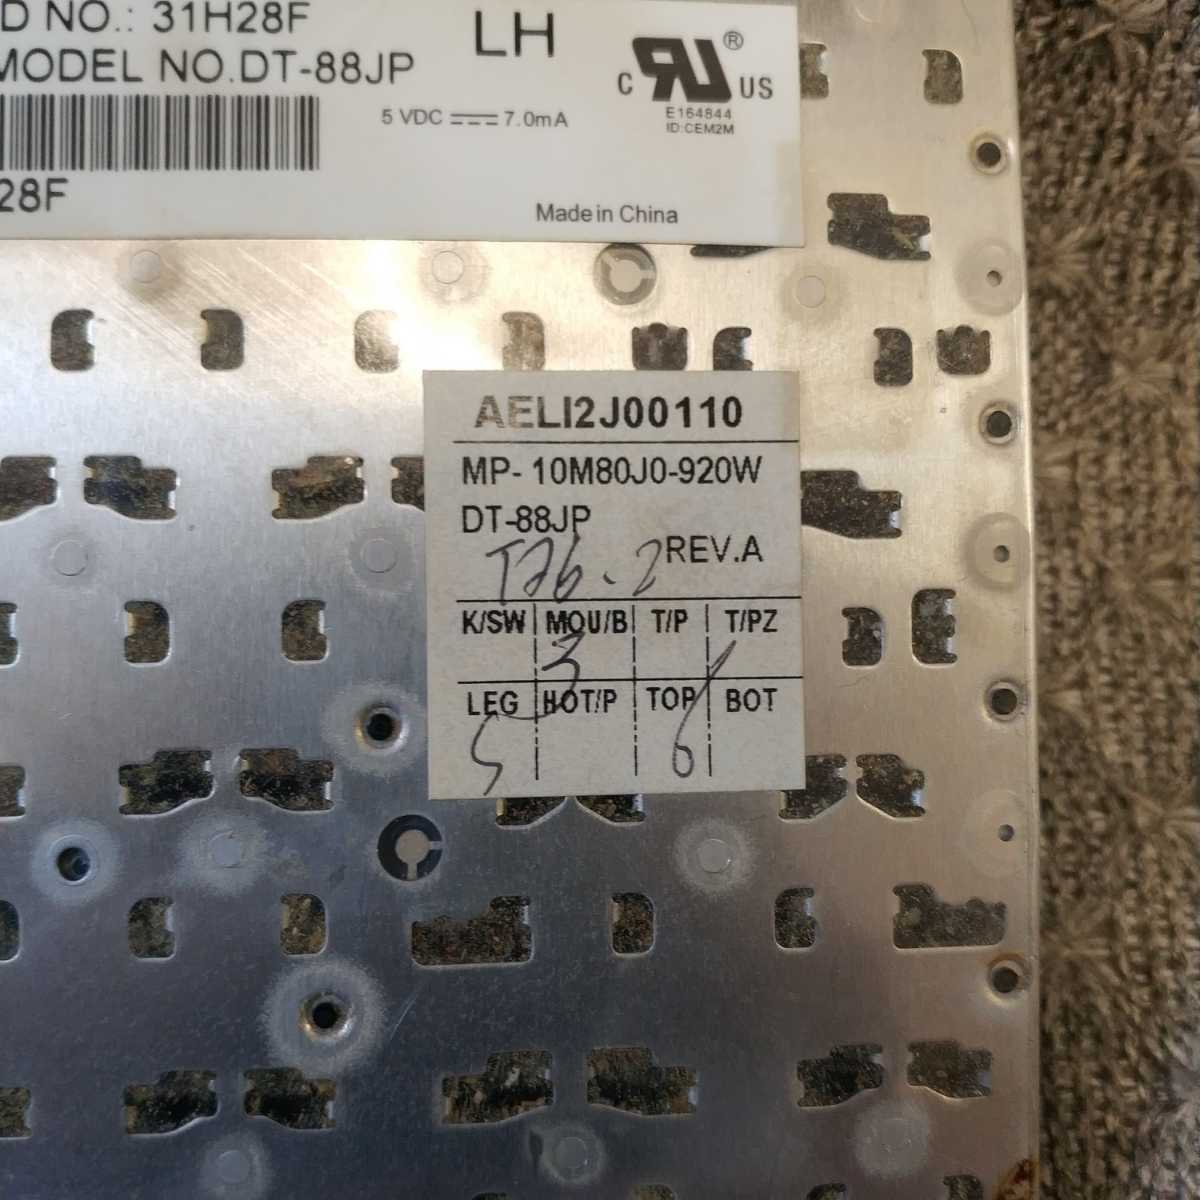 D NO.: 31H28F
MODEL NO.DT-88JP
LH
C RU ® US
E164844
ID:CEM2M
5 VDC 7.0mA
28F
Made in China
AELI2J00110
MP- 10M80J0-920W
DT-88JP
REV.A
K/SW MOU/B T/P T/PZ
3
LEG HOT/P TOP BOT
5 6